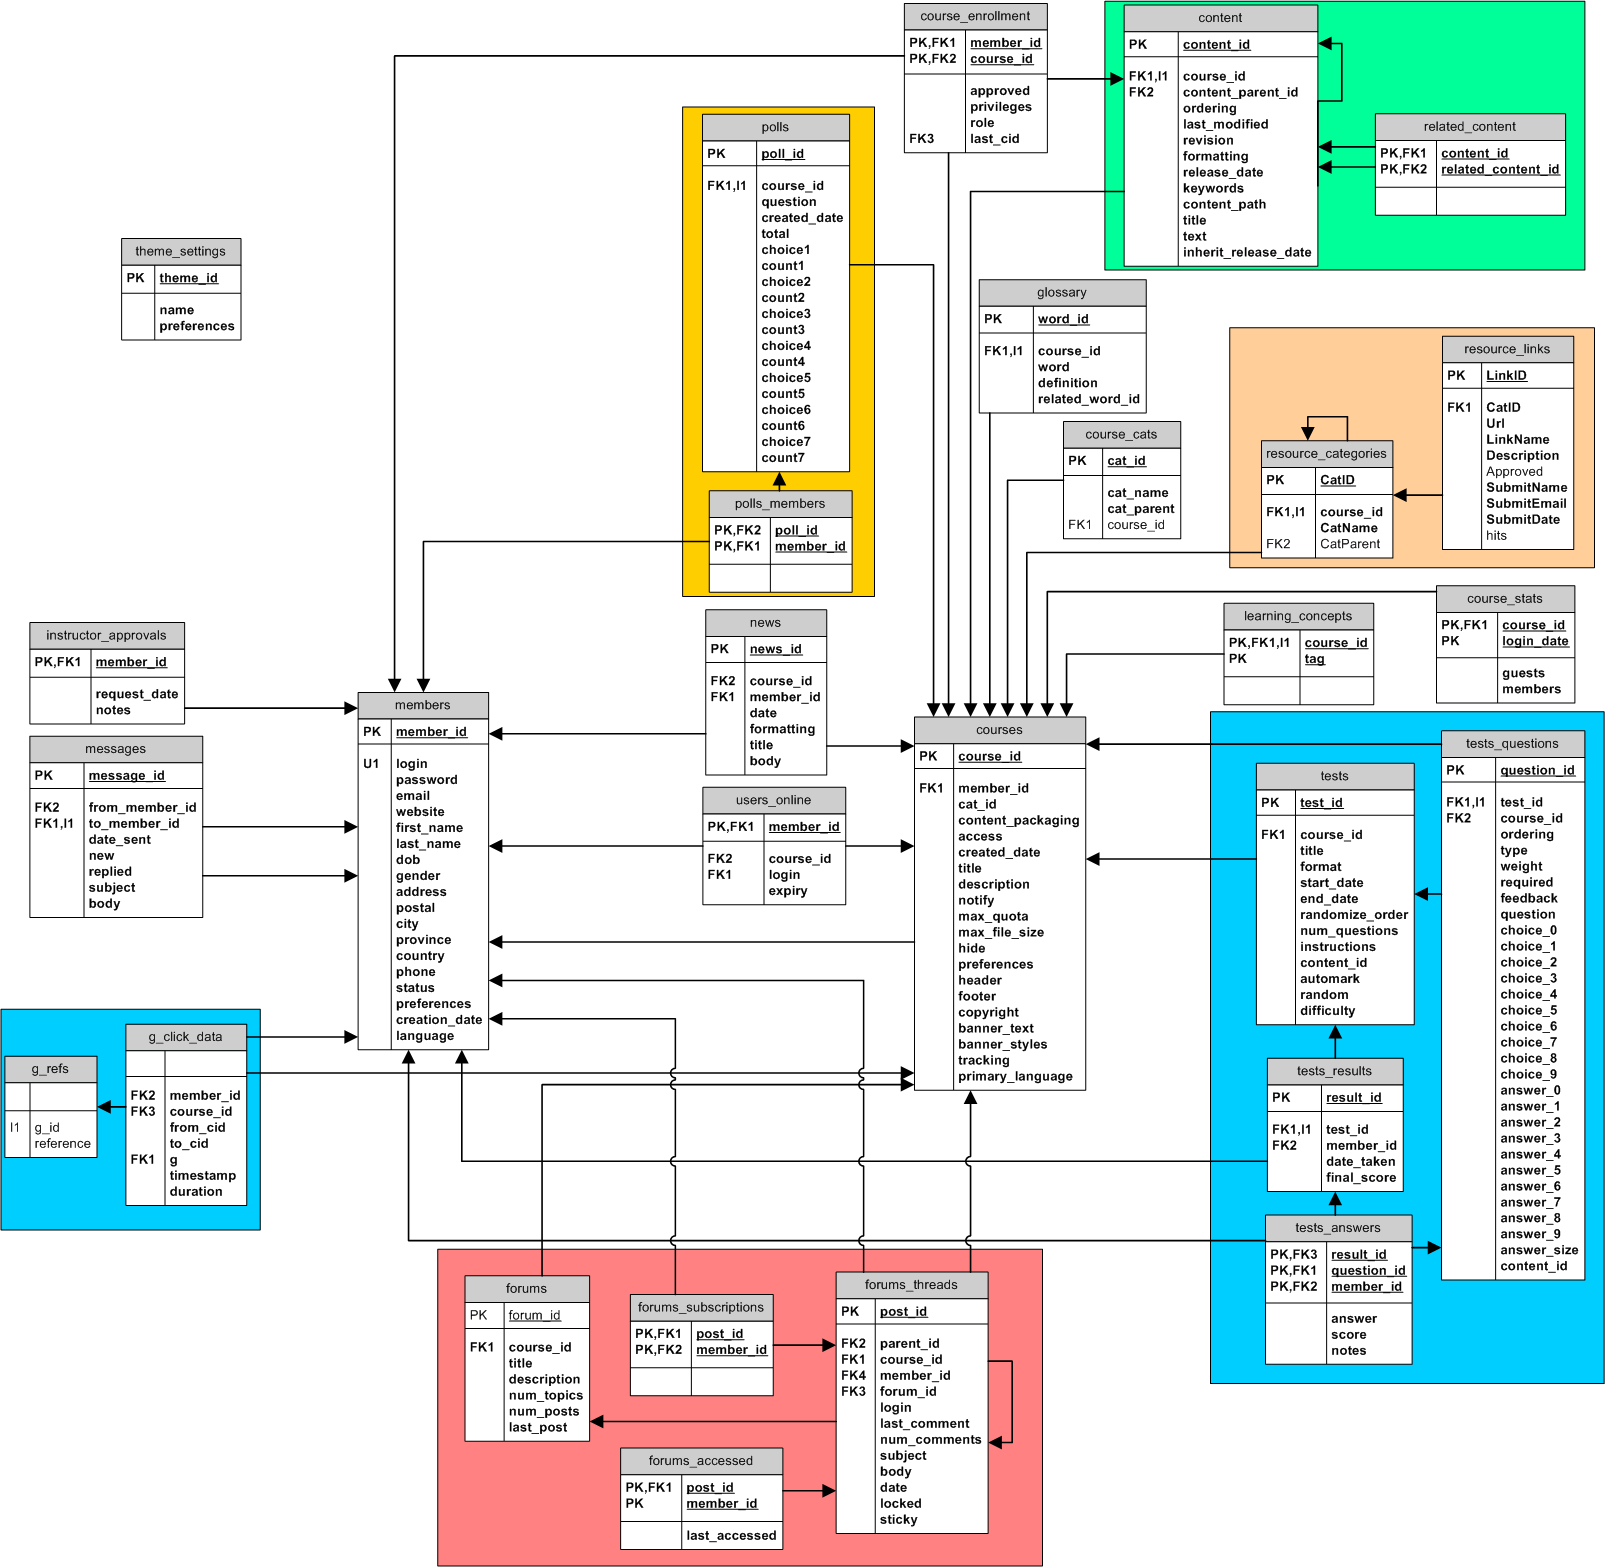 course_enrollment
PK,FK1 member_id
PK,FK2 course_id
approved
privileges
role
FK3 last_cid
content
PK content_id
FK1,I1 course_id
FK2 content_parent_id
ordering
last_modified
revision
formatting
release_date
keywords
content_path
title
text
inherit_release_date
related_content
PK,FK1 content_id
PK,FK2 related_content_id
polls
PK poll_id
FK1,I1 course_id
question
created_date
total
choice1
count1
choice2
count2
choice3
count3
choice4
count4
choice5
count5
choice6
count6
choice7
count7
polls_members
PK,FK2 poll_id
PK,FK1 member_id
theme_settings
PK theme_id
name
preferences
glossary
PK word_id
FK1,I1 course_id
word
definition
related_word_id
course_cats
PK cat_id
cat_name
cat_parent
FK1 course_id
resource_categories
PK CatID
FK1,I1 course_id
CatName
FK2 CatParent
resource_links
PK LinkID
FK1 CatID
Url
LinkName
Description
Approved
SubmitName
SubmitEmail
SubmitDate
hits
course_stats
PK,FK1 course_id
PK login_date
guests
members
learning_concepts
PK,FK1,I1 course_id
PK tag
instructor_approvals
PK,FK1 member_id
request_date
notes
messages
PK message_id
FK2 from_member_id
FK1,I1 to_member_id
date_sent
new
replied
subject
body
members
PK member_id
U1 login
password
email
website
first_name
last_name
dob
gender
address
postal
city
province
country
phone
status
preferences
creation_date
language
news
PK news_id
FK2 course_id
FK1 member_id
date
formatting
title
body
users_online
PK,FK1 member_id
FK2 course_id
FK1 login
expiry
courses
PK course_id
FK1 member_id
cat_id
content_packaging
access
created_date
title
description
notify
max_quota
max_file_size
hide
preferences
header
footer
copyright
banner_text
banner_styles
tracking
primary_language
tests
PK test_id
FK1 course_id
title
format
start_date
end_date
randomize_order
num_questions
instructions
content_id
automark
random
difficulty
tests_questions
PK question_id
FK1,I1 test_id
FK2 course_id
ordering
type
weight
required
feedback
question
choice_0
choice_1
choice_2
choice_3
choice_4
choice_5
choice_6
choice_7
choice_8
choice_9
answer_0
answer_1
answer_2
answer_3
answer_4
answer_5
answer_6
answer_7
answer_8
answer_9
answer_size
content_id
tests_results
PK result_id
FK1,I1 test_id
FK2 member_id
date_taken
final_score
tests_answers
PK,FK3 result_id
PK,FK1 question_id
PK,FK2 member_id
answer
score
notes
g_refs
I1 g_id
reference
g_click_data
FK2 member_id
FK3 course_id
from_cid
to_cid
FK1 g
timestamp
duration
forums
PK forum_id
FK1 course_id
title
description
num_topics
num_posts
last_post
forums_subscriptions
PK,FK1 post_id
PK,FK2 member_id
forums_threads
PK post_id
FK2 parent_id
FK1 course_id
FK4 member_id
FK3 forum_id
login
last_comment
num_comments
subject
body
date
locked
sticky
forums_accessed
PK,FK1 post_id
PK member_id
last_accessed